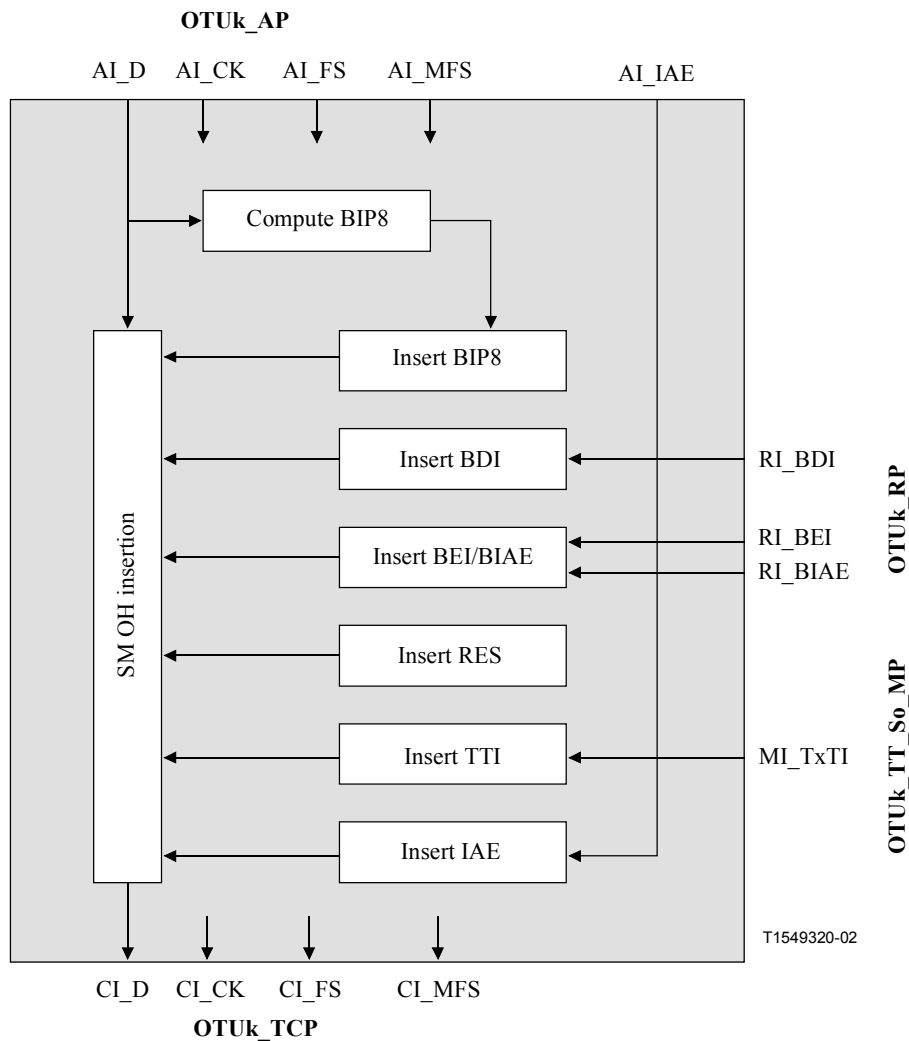 OTUk_AP
AI_D AI_CK AI_FS AI_MFS AI_IAE
Compute BIP8
Insert BIP8
Insert BDI
RI_BDI
Insert BEI/BIAE
RI_BEI
RI_BIAE
OTUk_RP
SM OH insertion
Insert RES
Insert TTI
MI_TxTI
OTUk_TT_So_MP
Insert IAE
T1549320-02
CI_D CI_CK CI_FS CI_MFS
OTUk_TCP